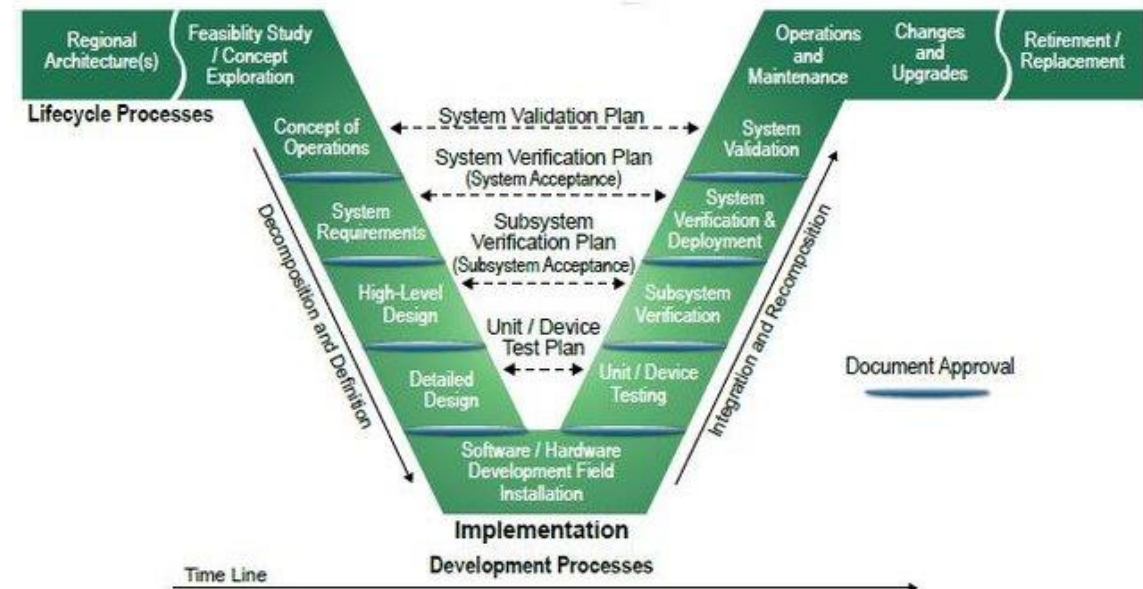 Regional
Architecture(s)
Feasiblity Study
/ Concept
Exploration
Operations
and
Maintenance
Changes
and
Upgrades
Retirement /
Replacement
Lifecycle Processes
Concept of
Operations
System Validation Plan
System
Validation
System Verification Plan
(System Acceptance)
System
Requirements
System
Verification &
Deployment
Subsystem
Verification Plan
(Subsystem Acceptance)
High-Level
Design
Subsystem
Verification
Unit / Device
Test Plan
Detailed
Design
Unit / Device
Testing
Decomposition and Definition
Integration and Recomposition
Document Approval
Software / Hardware
Development Field
Installation
Implementation
Development Processes
Time Line